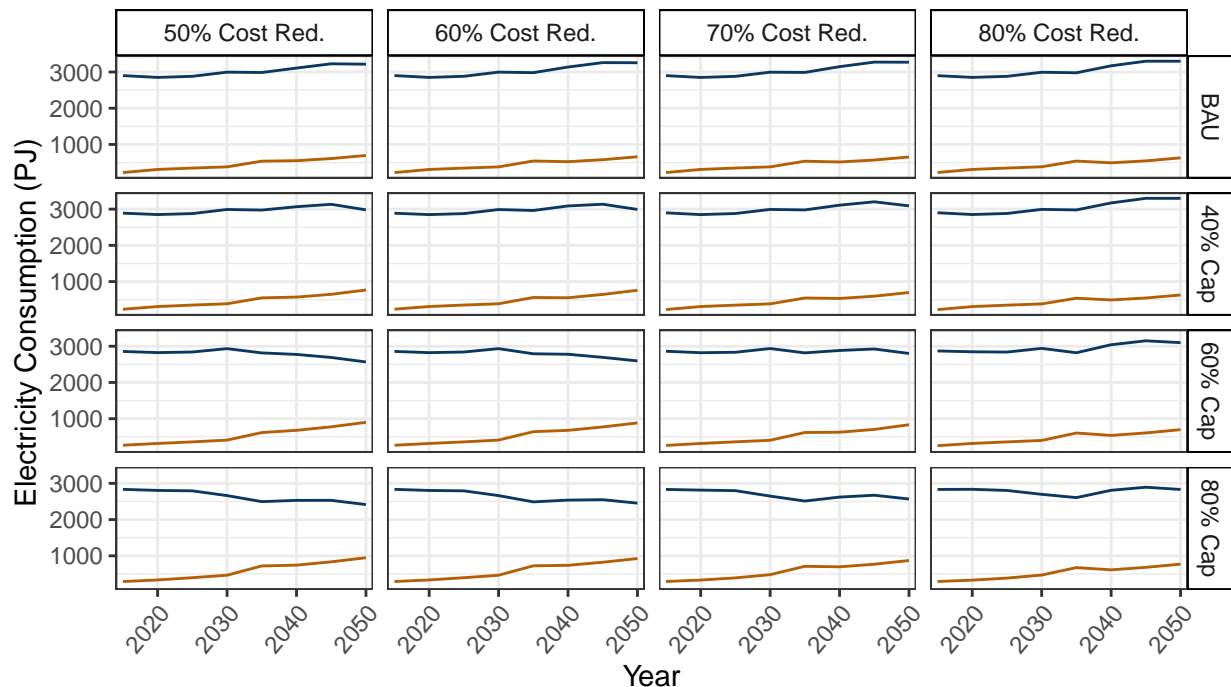 50% Cost Red.
60% Cost Red.
70% Cost Red.
80% Cost Red.
Electricity Consumption (PJ)
3000
2000
1000
BAU
3000
2000
1000
40% Cap
3000
2000
1000
60% Cap
3000
2000
1000
80% Cap
2020 2030 2040 2050 2020 2030 2040 2050 2020 2030 2040 2050 2020 2030 2040 2050
Year